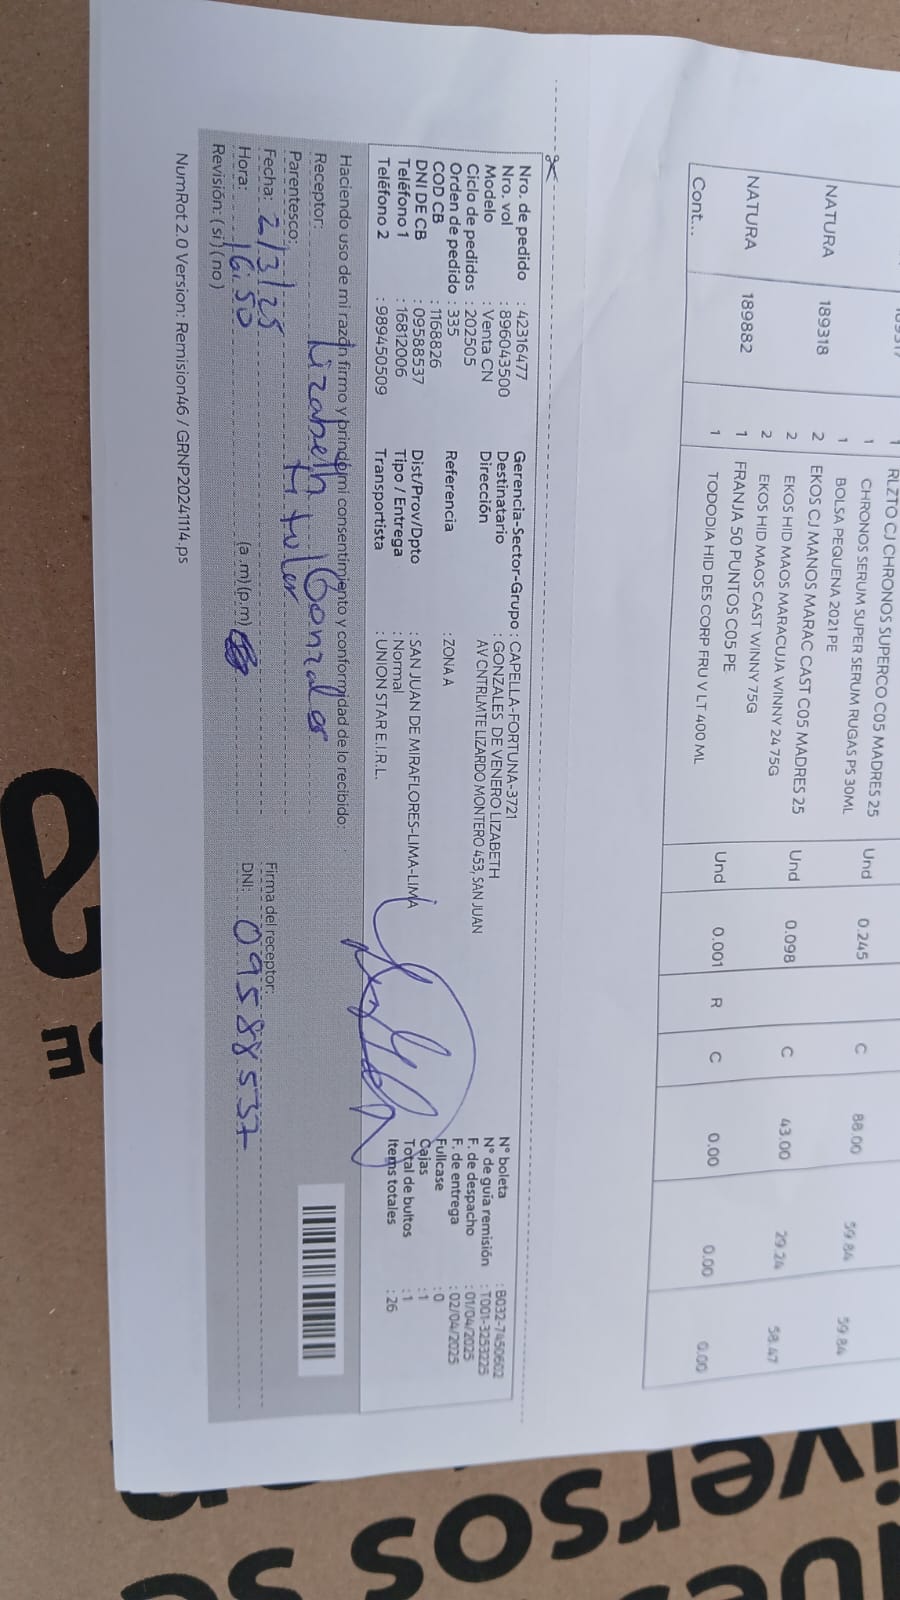 RLZTO CJ CHRONOS SUPERCO C05 MADRES 25
1 CHRONOS SERUM SUPER SERUM RUGAS PS 30ML Und 0.245 C 88.00 59.84 59.84
1 BOLSA PEQUENA 2021 PE
NATURA 189318 2 EKOS CJ MANOS MARAC CAST C05 MADRES 25 Und 0.098 C 43.00 29.24 58.47
2 EKOS HID MAOS MARACUJA WINNY 24 75G
2 EKOS HID MAOS CAST WINNY 75G
NATURA 189882 1 FRANJA 50 PUNTOS C05 PE Und 0.001 R C 0.00 0.00 0.00
1 TODODIA HID DES CORP FRU V LT 400 ML
Cont...
Nro. de pedido : 42316477 Gerencia-Sector-Grupo : CAPELLA-FORTUNA-3721 N° boleta : B032-7450602
Nro. vol : 896043500 Destinatario : GONZALES DE VENERO LIZABETH N° de guía remisión : T001-3253225
Modelo : Venta CN Dirección AV CNTRLMTE LIZARDO MONTERO 453, SAN JUAN F. de despacho : 01/04/2025
Ciclo de pedidos : 202505 F. de entrega : 02/04/2025
Orden de pedido : 335 Referencia : ZONA A Fullcase : 0
COD CB : 1168826 Cajas : 1
DNI DE CB : 09588537 Dist/Prov/Dpto : SAN JUAN DE MIRAFLORES-LIMA-LIMA Total de bultos : 1
Teléfono 1 : 16812006 Tipo / Entrega : Normal Items totales : 26
Teléfono 2 : 989450509 Transportista : UNION STAR E.I.R.L.
Haciendo uso de mi razón firmo y brindo mi consentimiento y conformidad de lo recibido:
Receptor: Lizabeth Gonzales
Parentesco: titular
Fecha: 2/3/25 Firma del receptor:
Hora: 16:50 (a.m)(p.m) DNI: 09588537
Revisión: (si)(no)
NumRot 2.0 Version: Remision46 / GRNP20241114.ps